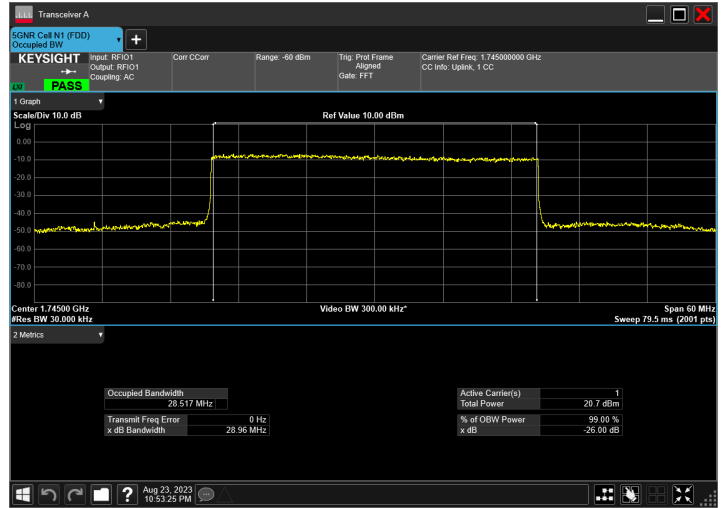 Transceiver A
5GNR Cell N1 (FDD)
Occupied BW
KEYSIGHT
LXI
PASS
Input: RFIO1
Output: RFIO1
Coupling: AC
Corr CCorr
Range: -60 dBm
Trig: Prot Frame
Aligned
Gate: FFT
Carrier Ref Freq: 1.745000000 GHz
CC Info: Uplink, 1 CC
1 Graph
Scale/Div 10.0 dB
Ref Value 10.00 dBm
Log
0.00
-10.0
-20.0
-30.0
-40.0
-50.0
-60.0
-70.0
-80.0
Center 1.74500 GHz
Video BW 300.00 kHz*
Span 60 MHz
#Res BW 30.000 kHz
Sweep 79.5 ms (2001 pts)
2 Metrics
Occupied Bandwidth
28.517 MHz
Transmit Freq Error 0 Hz
x dB Bandwidth 28.96 MHz
Active Carrier(s) 1
Total Power 20.7 dBm
% of OBW Power 99.00 %
x dB -26.00 dB
Aug 23, 2023
10:53:25 PM